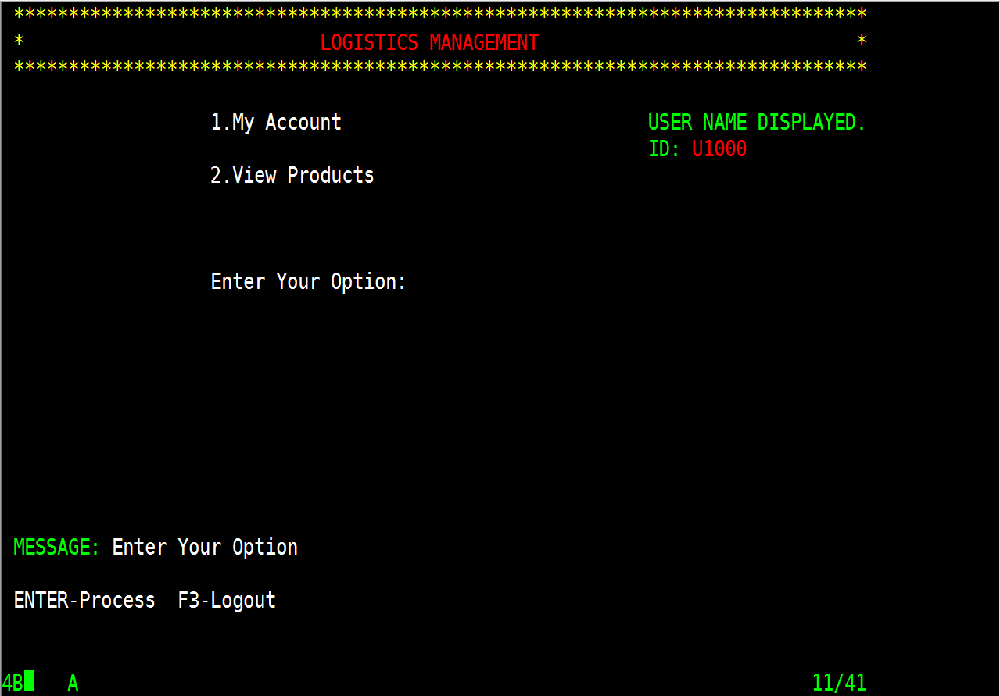 ******************************************************************************
* LOGISTICS MANAGEMENT *
******************************************************************************
1.My Account USER NAME DISPLAYED.
ID: U1000
2.View Products
Enter Your Option: _
MESSAGE: Enter Your Option
ENTER-Process F3-Logout
4B A 11/41